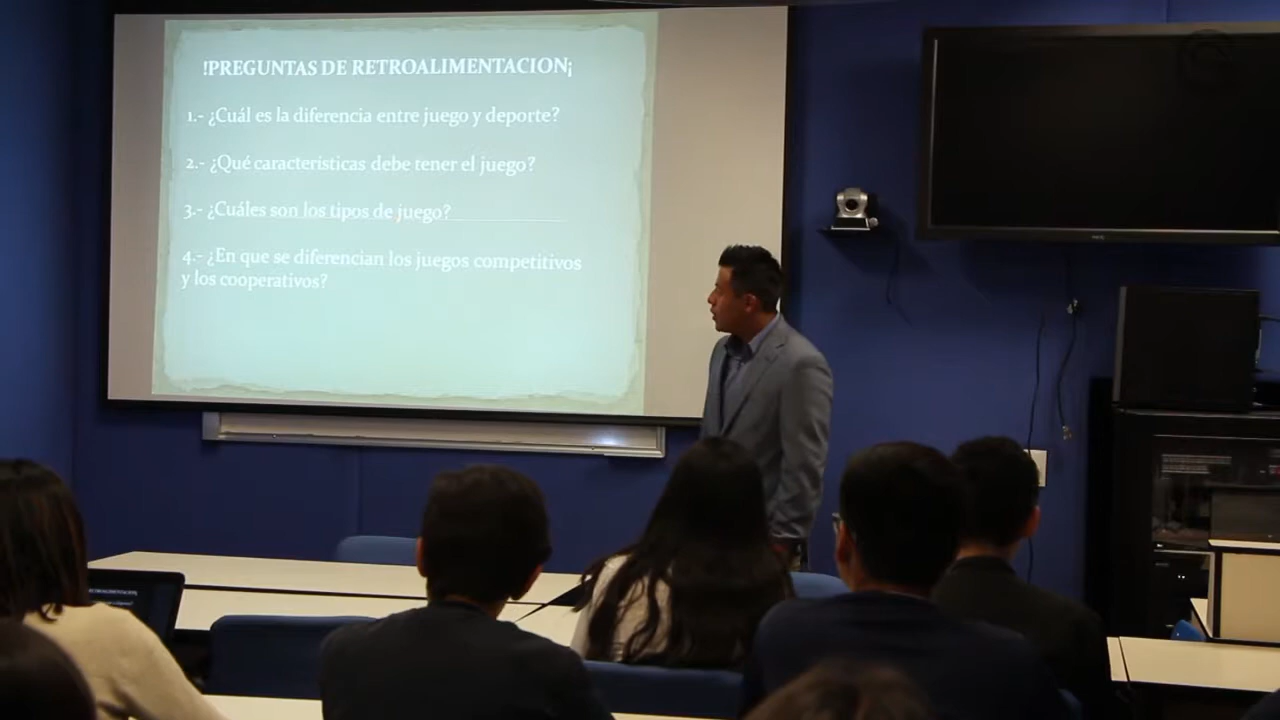 !PREGUNTAS DE RETROALIMENTACION¡
1.- ¿Cuál es la diferencia entre juego y deporte?
2.- ¿Qué caracteristicas debe tener el juego?
3.- ¿Cuáles son los tipos de juego?
4.- ¿En que se diferencian los juegos competitivos
y los cooperativos?